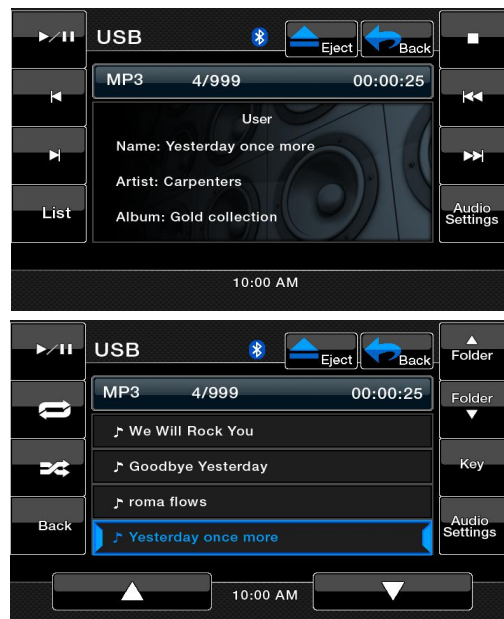 USB
Eject
Back
MP3 4/999 00:00:25
User
Name: Yesterday once more
Artist: Carpenters
List
Album: Gold collection
Audio
Settings
10:00 AM
USB
Eject
Back
Folder
MP3 4/999 00:00:25
Folder
We Will Rock You
Goodbye Yesterday
Key
roma flows
Back
Yesterday once more
Audio
Settings
10:00 AM